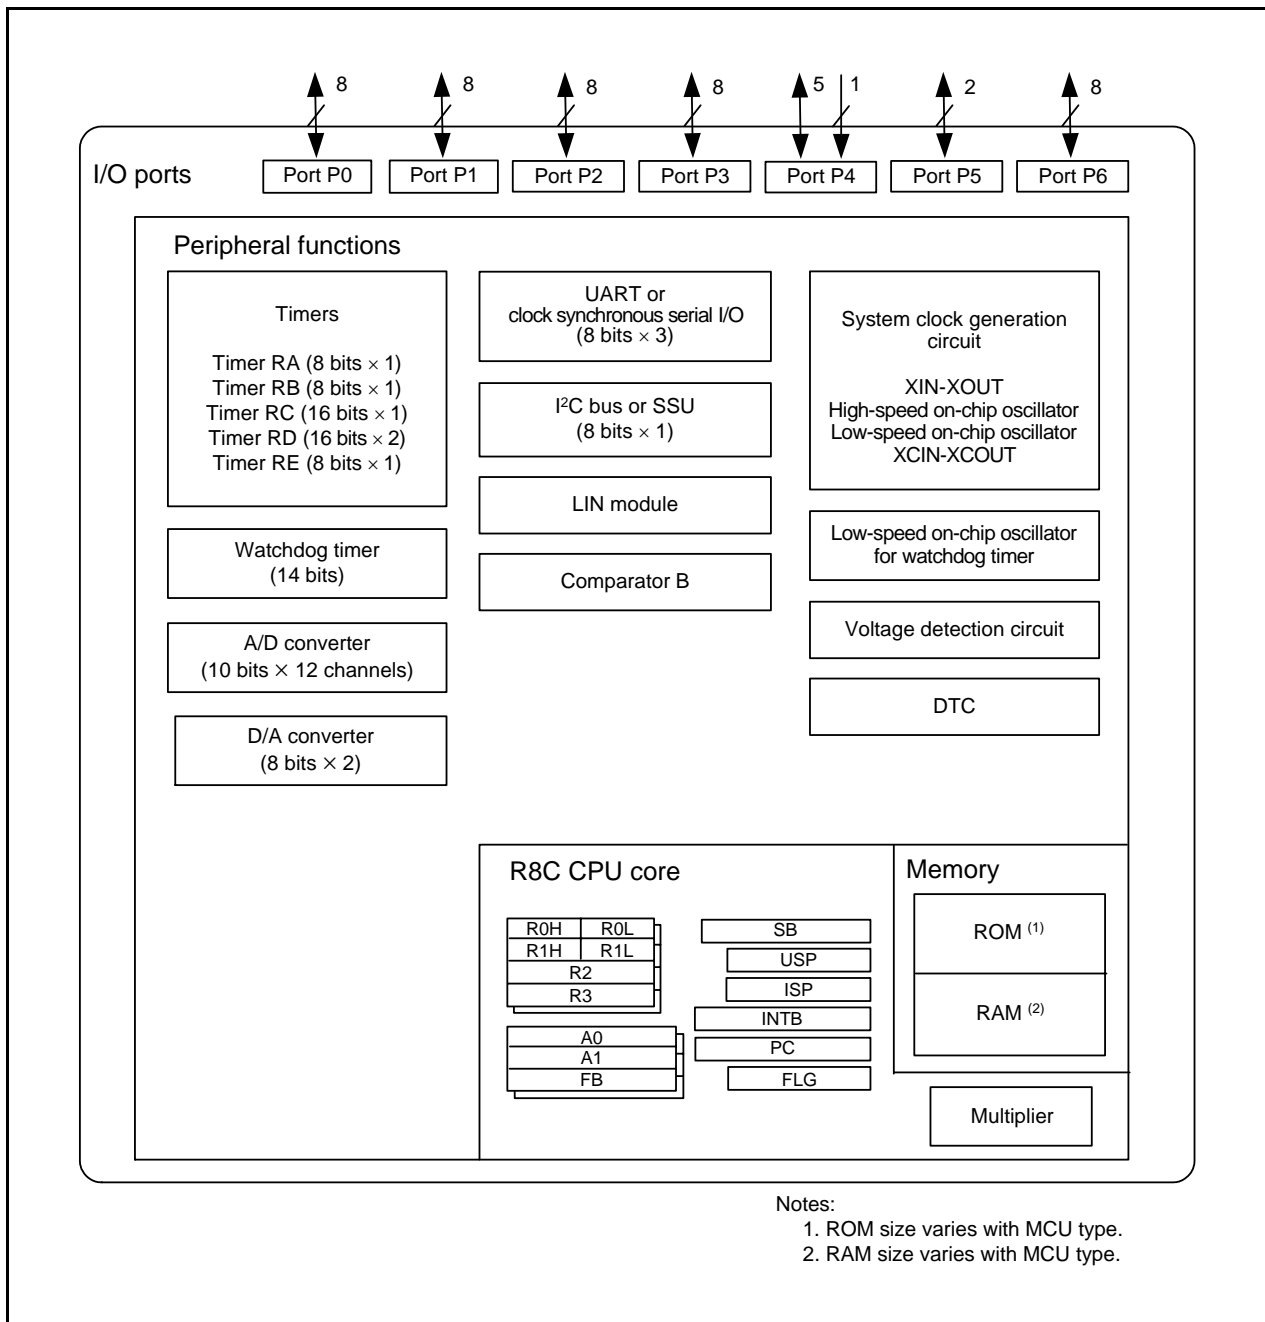 8 8 8 8 5 1 2 8
I/O ports
Port P0 Port P1 Port P2 Port P3 Port P4 Port P5 Port P6
Peripheral functions
Timers
Timer RA (8 bits × 1)
Timer RB (8 bits × 1)
Timer RC (16 bits × 1)
Timer RD (16 bits × 2)
Timer RE (8 bits × 1)
Watchdog timer
(14 bits)
A/D converter
(10 bits × 12 channels)
D/A converter
(8 bits × 2)
UART or
clock synchronous serial I/O
(8 bits × 3)
I²C bus or SSU
(8 bits × 1)
LIN module
Comparator B
System clock generation
circuit
XIN-XOUT
High-speed on-chip oscillator
Low-speed on-chip oscillator
XCIN-XCOUT
Low-speed on-chip oscillator
for watchdog timer
Voltage detection circuit
DTC
R8C CPU core
R0H R0L
R1H R1L
R2
R3
A0
A1
FB
SB
USP
ISP
INTB
PC
FLG
Memory
ROM (1)
RAM (2)
Multiplier
Notes:
1. ROM size varies with MCU type.
2. RAM size varies with MCU type.